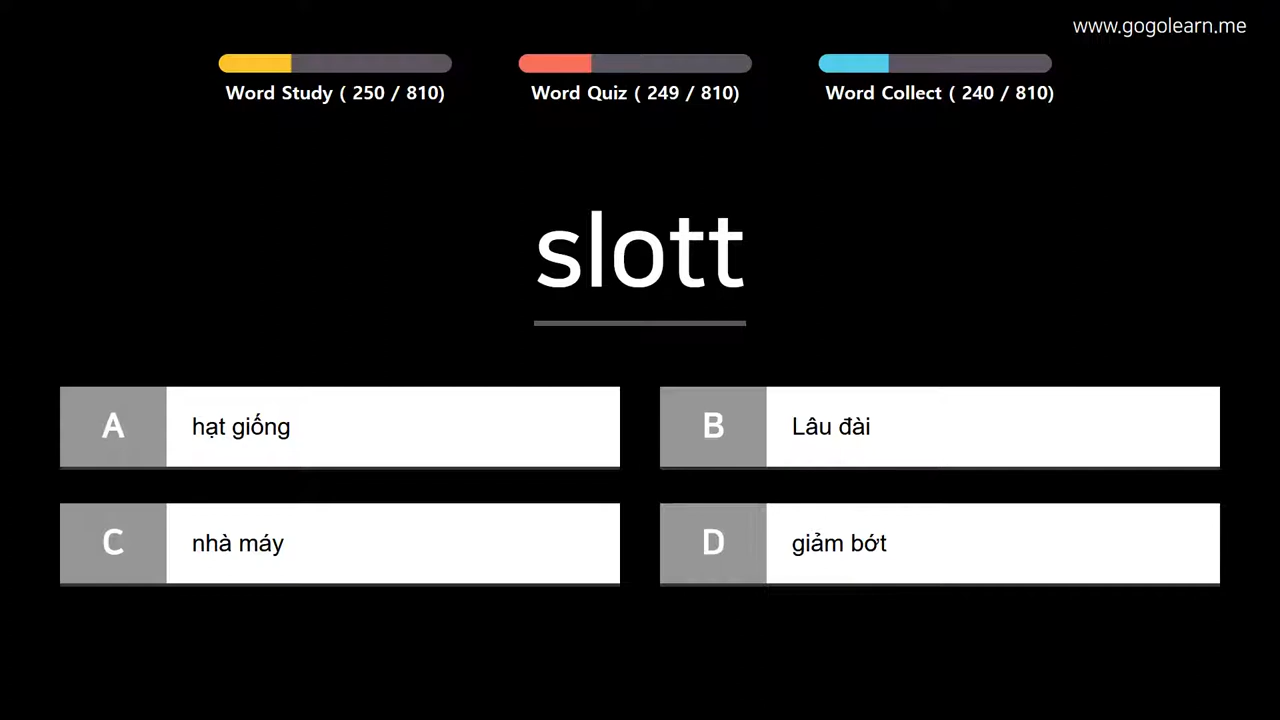 www.gogolearn.me
Word Study ( 250 / 810)
Word Quiz ( 249 / 810)
Word Collect ( 240 / 810)
slott
A
hạt giống
B
Lâu đài
C
nhà máy
D
giảm bớt